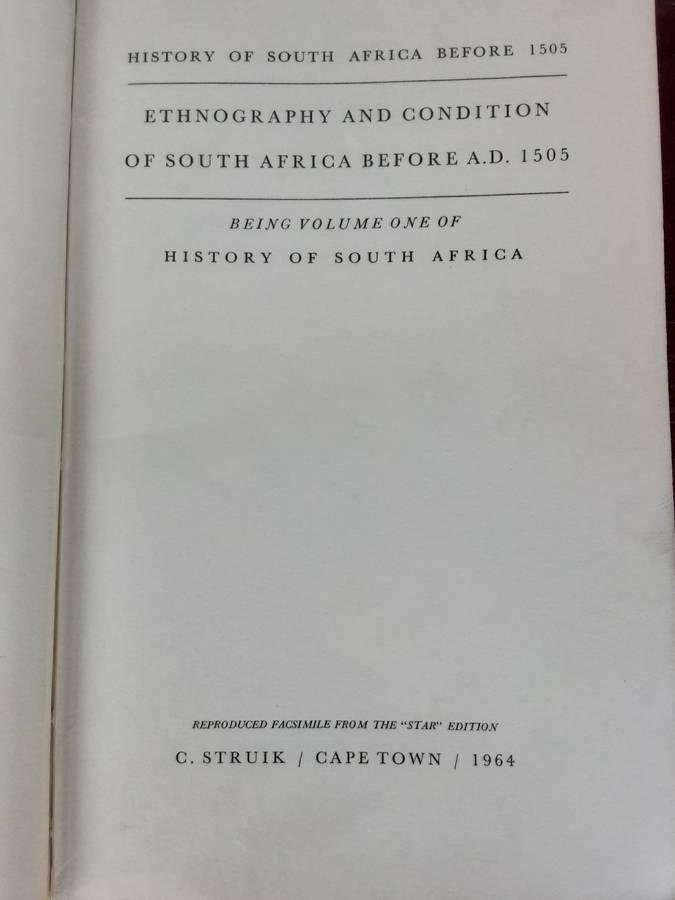 HISTORY OF SOUTH AFRICA BEFORE 1505
ETHNOGRAPHY AND CONDITION
OF SOUTH AFRICA BEFORE A.D. 1505
BEING VOLUME ONE OF
HISTORY OF SOUTH AFRICA
REPRODUCED FACSIMILE FROM THE "STAR" EDITION
C. STRUIK / CAPE TOWN / 1964